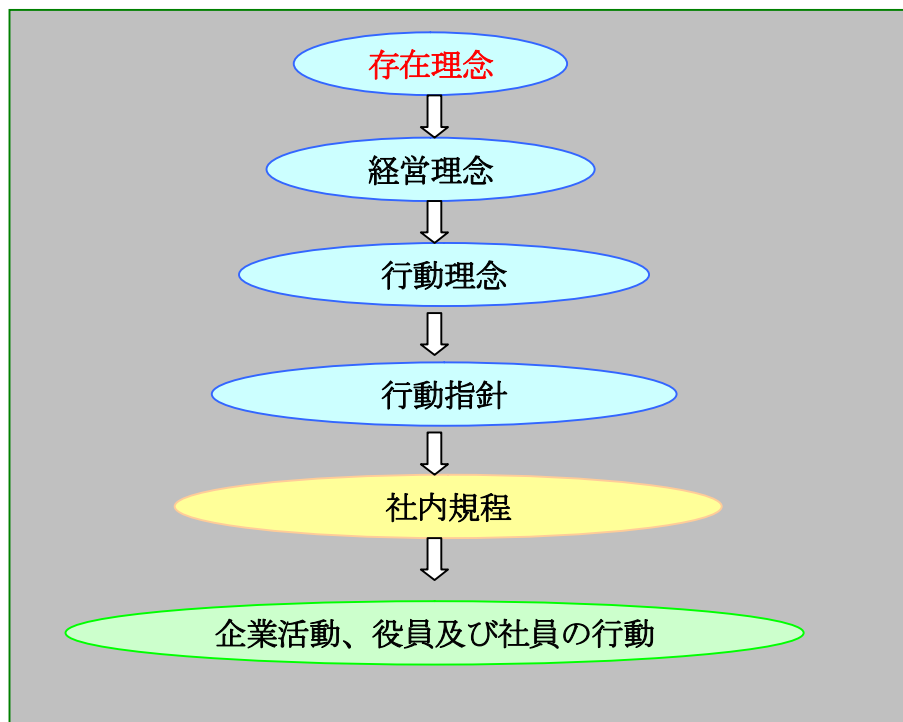 存在理念
経営理念
行動理念
行動指針
社内規程
企業活動、役員及び社員の行動